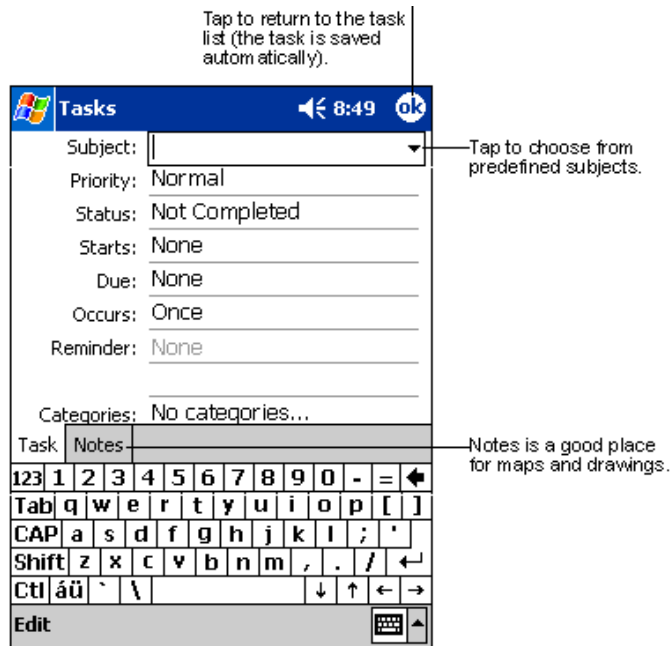 Tap to return to the task
list (the task is saved
automatically).
Tasks 8:49 ok
Subject:
Tap to choose from
predefined subjects.
Priority: Normal
Status: Not Completed
Starts: None
Due: None
Occurs: Once
Reminder: None
Categories: No categories...
Task Notes
Notes is a good place
for maps and drawings.
123 1 2 3 4 5 6 7 8 9 0 - = 🡄
Tab q w e r t y u i o p [ ]
CAP a s d f g h j k l ; '
Shift z x c v b n m , . / ↵
Ctl áü ` \ ↓ ↑ ← →
Edit